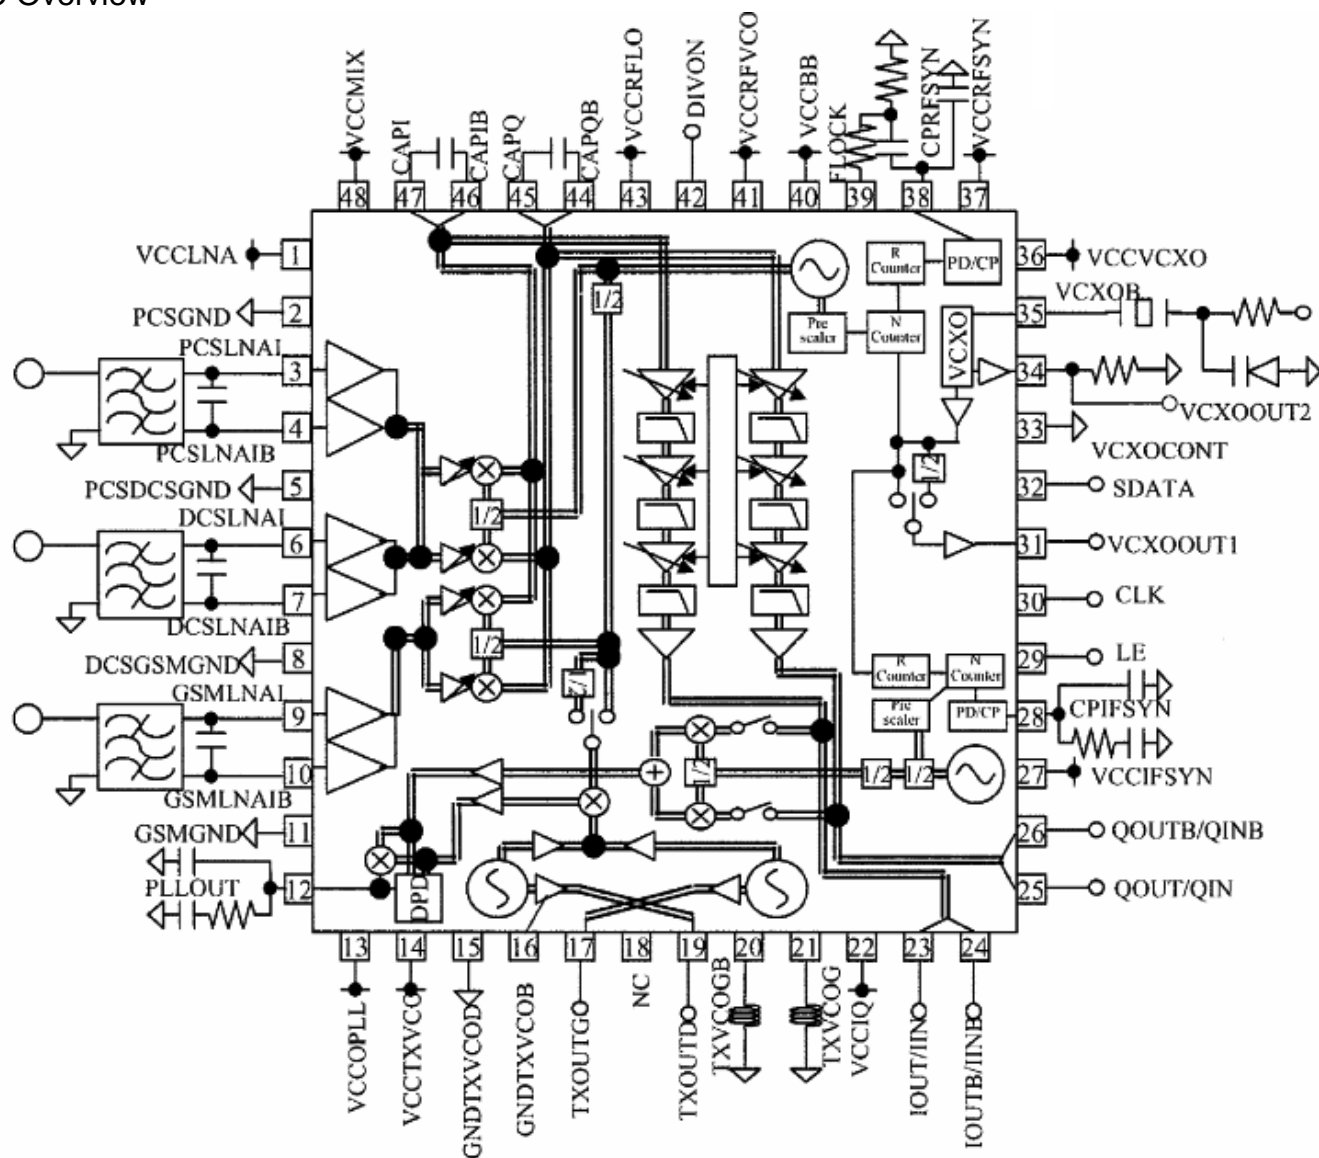 Overview
VCCMIX
CAPI
CAPIB
CAPQ
CAPQB
VCCRFLO
DIVON
VCCRFVCO
VCCBB
FLOCK
CPRFSYN
VCCRFSYN
48
47
46
45
44
43
42
41
40
39
38
37
VCCLNA
1
PCSGND
2
PCSLNAI
3
4
PCSLNAIB
PCSDCSGND
5
DCSLNAI
6
7
DCSLNAIB
DCSGSMGND
8
GSMLNAI
9
10
GSMLNAIB
GSMGND
11
PLLOUT
12
1/2
1/2
1/2
1/2
R
Counter
PD/CP
Pre
scaler
N
Counter
VCXO
1/2
R
Counter
N
Counter
Pre
scaler
PD/CP
1/2
1/2
1/2
DPD
36
VCCVCXO
VCXOB
35
34
VCXOOUT2
33
VCXOCONT
32
SDATA
31
VCXOOUT1
30
CLK
29
LE
28
CPIFSYN
27
VCCIFSYN
26
QOUTB/QINB
25
QOUT/QIN
13
14
15
16
17
18
19
20
21
22
23
24
VCCOPLL
VCCTXVCO
GNDTXVCOD
GNDTXVCOB
TXOUTG
NC
TXOUTD
TXVCOGB
TXVCOG
VCCIQ
IOUT/IIN
IOUTB/IINB